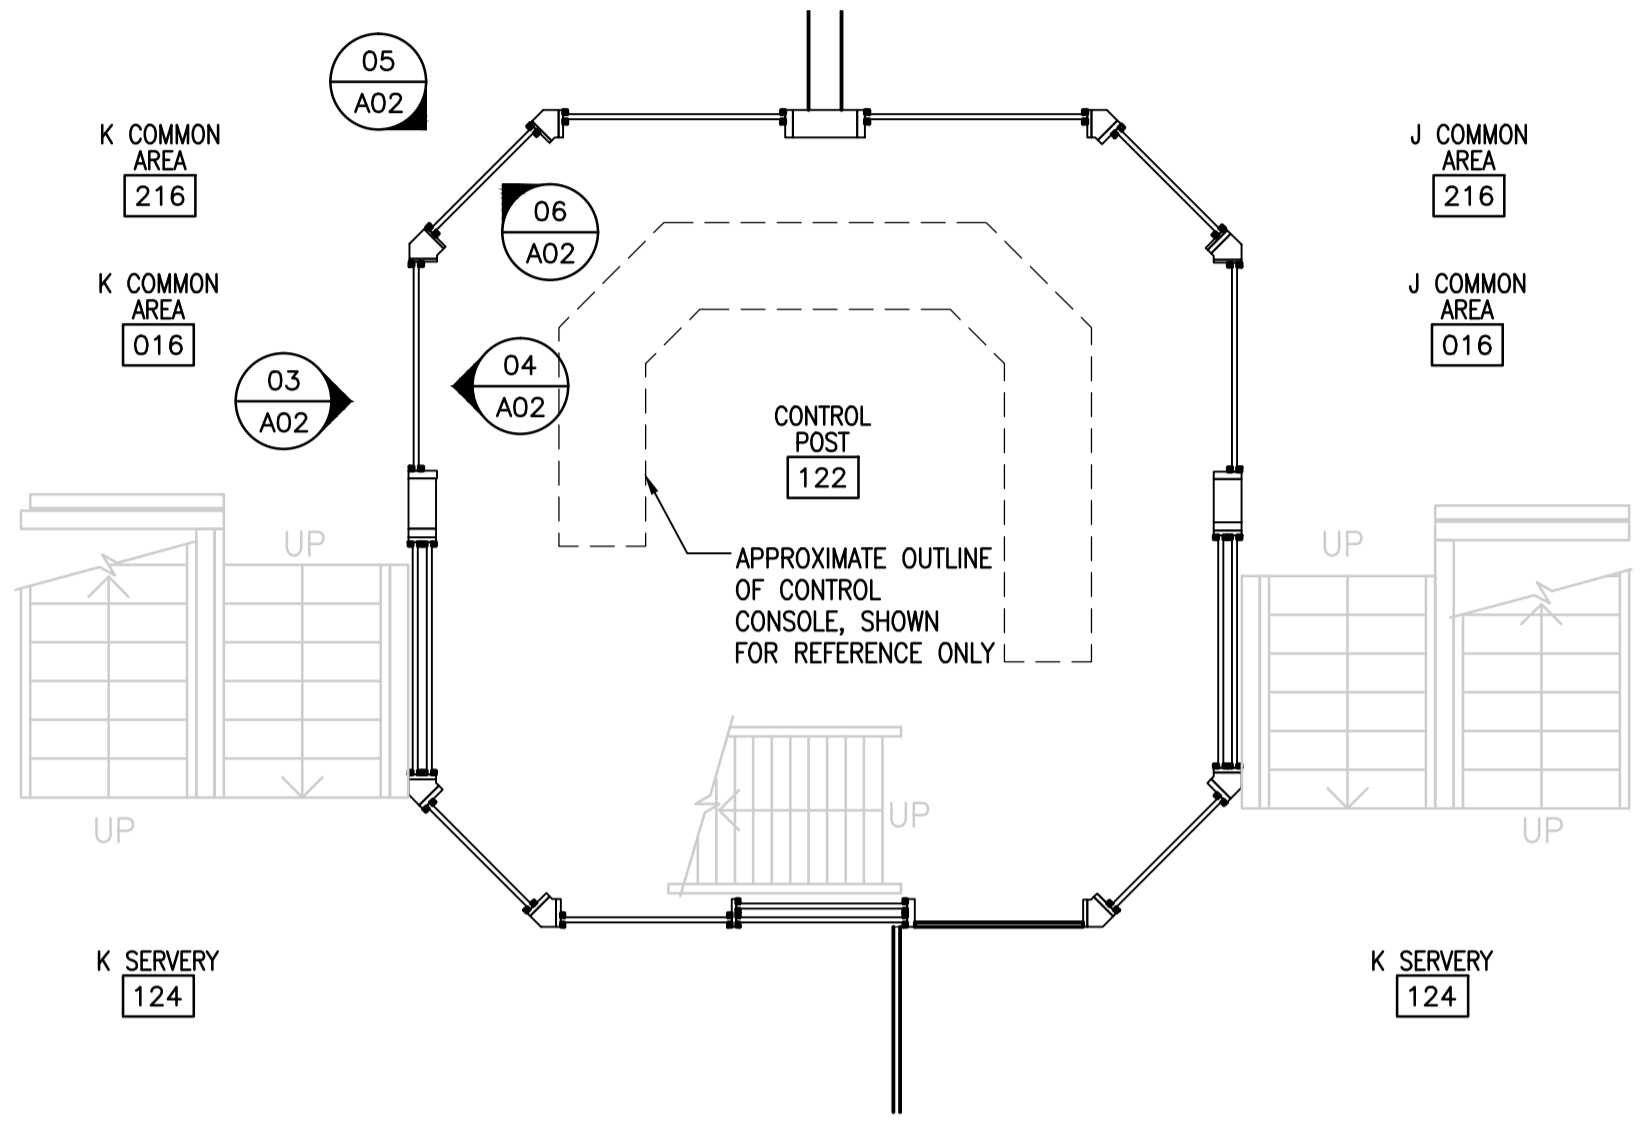 05
A02
K COMMON
AREA
216
J COMMON
AREA
216
06
A02
K COMMON
AREA
016
J COMMON
AREA
016
03
A02
04
A02
CONTROL
POST
122
APPROXIMATE OUTLINE
OF CONTROL
CONSOLE, SHOWN
FOR REFERENCE ONLY
UP
UP
UP
UP
UP
K SERVERY
124
K SERVERY
124